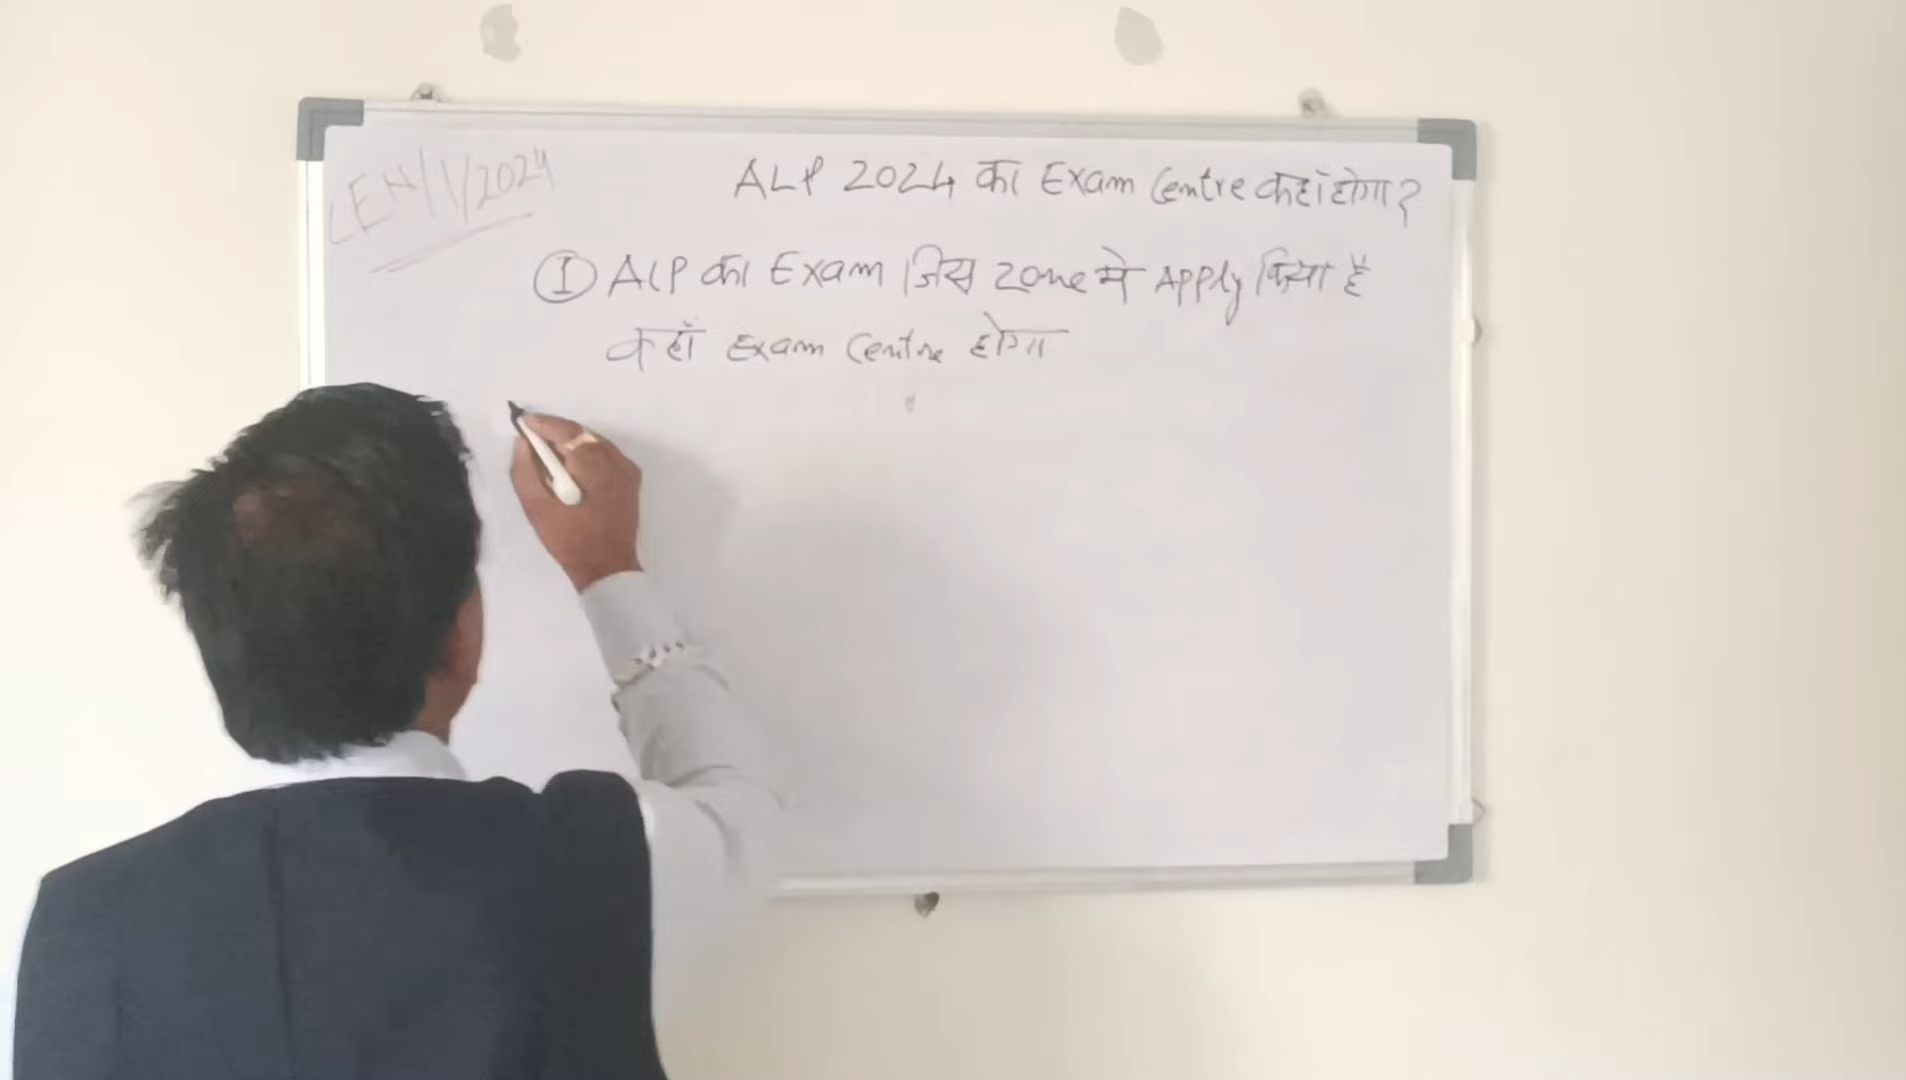 CEN/1/2024
ALP 2024 का Exam Centre कहां होगा?
① ALP का Exam जिस Zone मे Apply किया है
वहाँ Exam Centre होगा